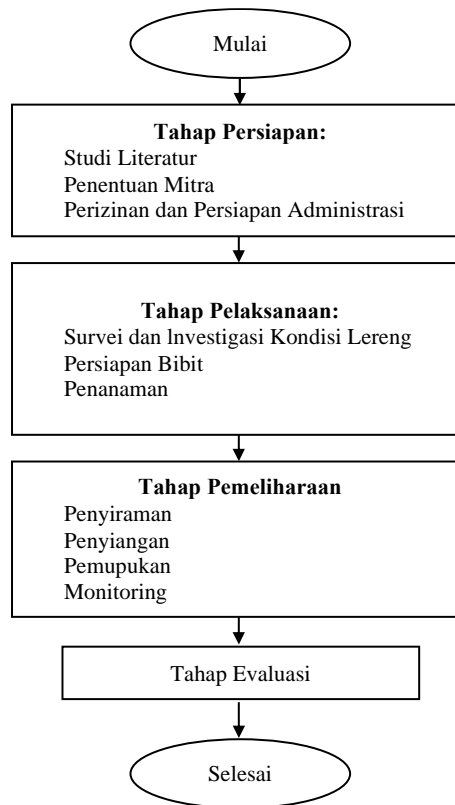 Mulai
Tahap Persiapan:
Studi Literatur
Penentuan Mitra
Perizinan dan Persiapan Administrasi
Tahap Pelaksanaan:
Survei dan Investigasi Kondisi Lereng
Persiapan Bibit
Penanaman
Tahap Pemeliharaan
Penyiraman
Penyiangan
Pemupukan
Monitoring
Tahap Evaluasi
Selesai